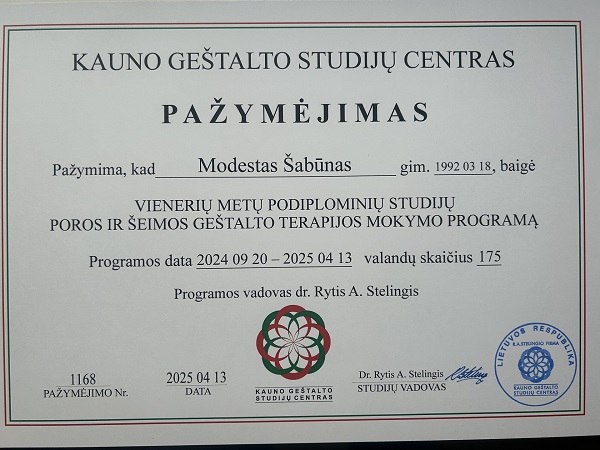 KAUNO GEŠTALTO STUDIJŲ CENTRAS
PAŽYMĖJIMAS
Pažymima, kad Modestas Šabūnas gim. 1992 03 18, baigė
VIENERIŲ METŲ PODIPLOMINIŲ STUDIJŲ
POROS IR ŠEIMOS GEŠTALTO TERAPIJOS MOKYMO PROGRAMĄ
Programos data 2024 09 20 – 2025 04 13 valandų skaičius 175
Programos vadovas dr. Rytis A. Stelingis
1168
PAŽYMĖJIMO Nr.
2025 04 13
DATA
KAUNO GEŠTALTO
STUDIJŲ CENTRAS
Dr. Rytis A. Stelingis
STUDIJŲ VADOVAS
LIETUVOS RESPUBLIKA
R.A.STELINGIO FIRMA
KAUNO GEŠTALTO
STUDIJŲ CENTRAS